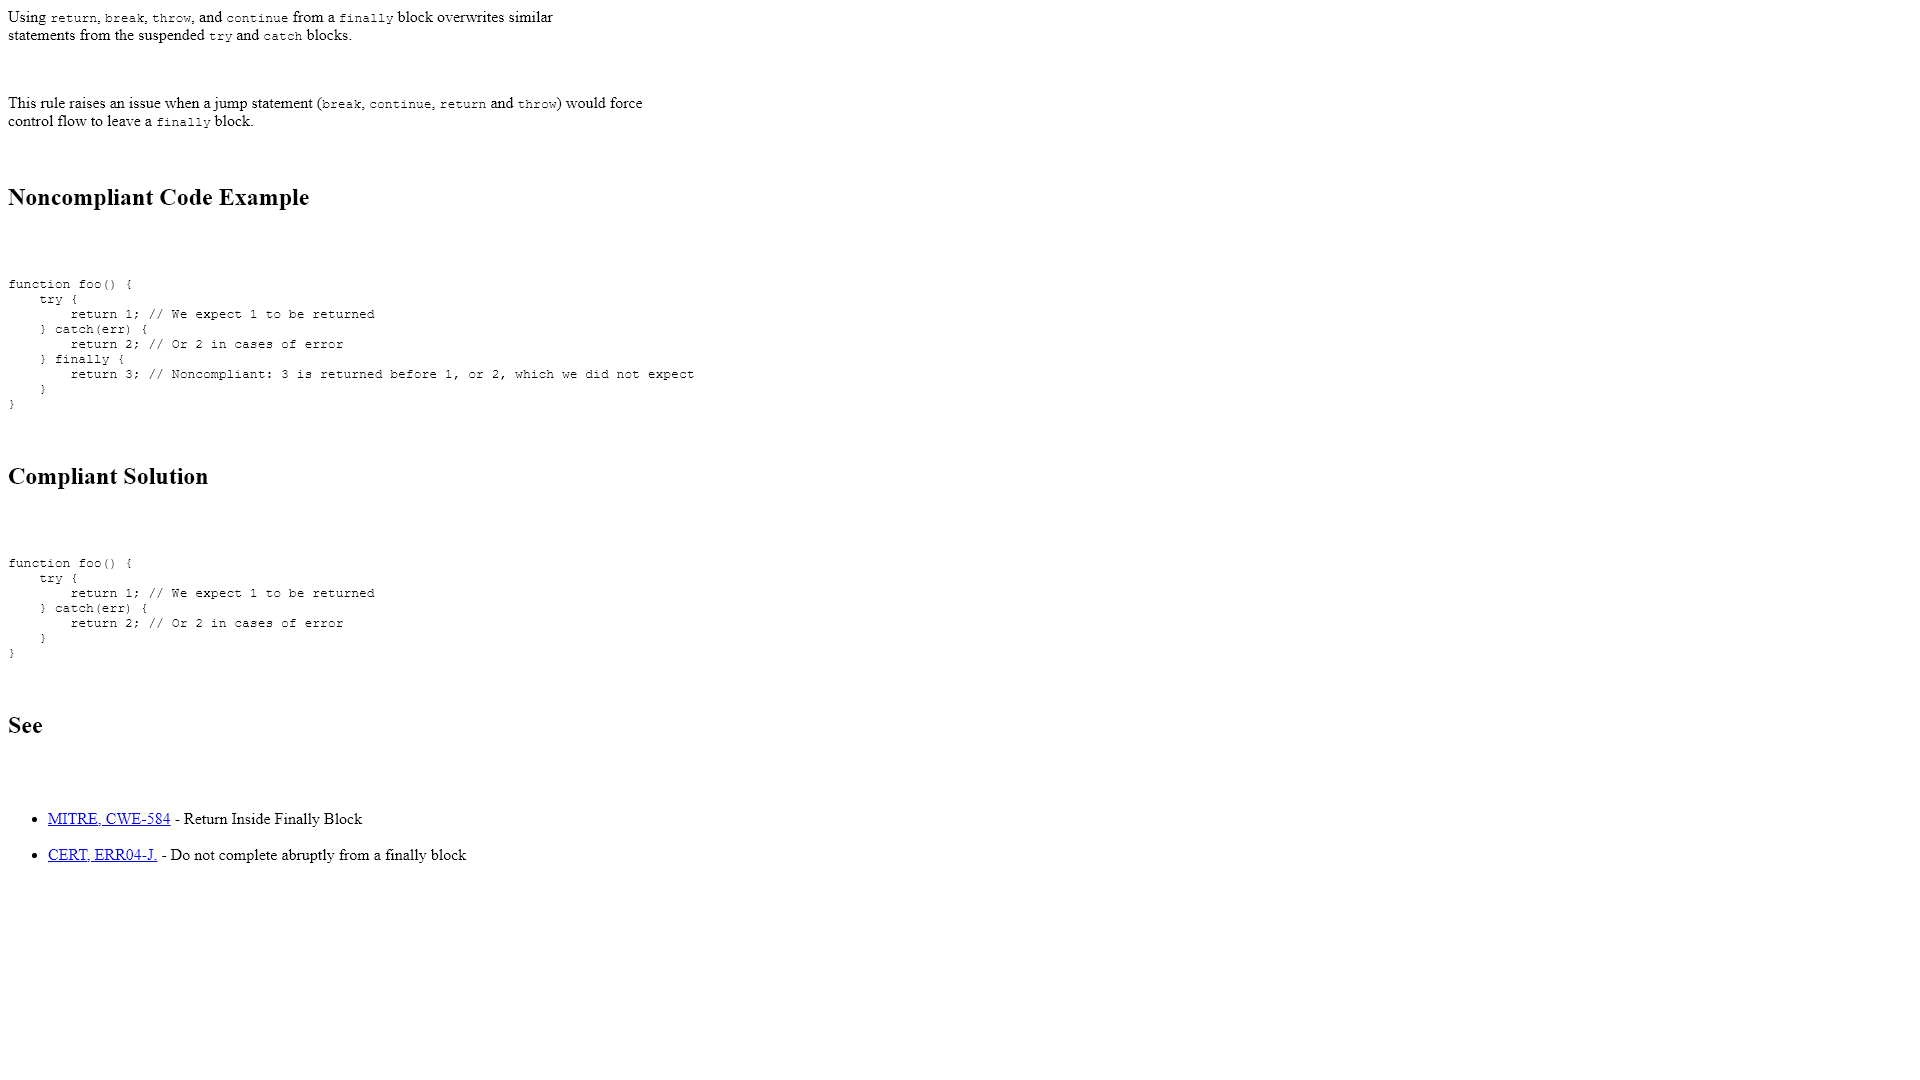 Using return, break, throw, and continue from a finally block overwrites similar
statements from the suspended try and catch blocks.
This rule raises an issue when a jump statement (break, continue, return and throw) would force
control flow to leave a finally block.
Noncompliant Code Example
function foo() {
    try {
        return 1; // We expect 1 to be returned
    } catch(err) {
        return 2; // Or 2 in cases of error
    } finally {
        return 3; // Noncompliant: 3 is returned before 1, or 2, which we did not expect
    }
}
Compliant Solution
function foo() {
    try {
        return 1; // We expect 1 to be returned
    } catch(err) {
        return 2; // Or 2 in cases of error
    }
}
See
• MITRE, CWE-584 - Return Inside Finally Block
• CERT, ERR04-J. - Do not complete abruptly from a finally block